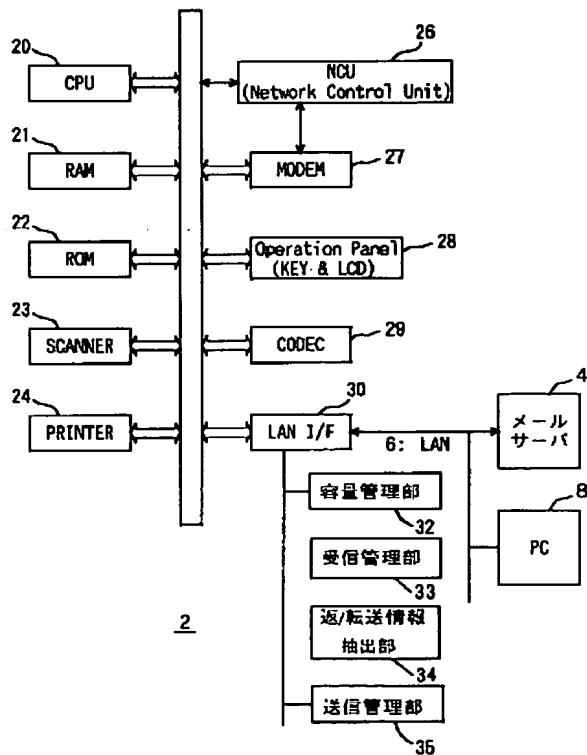 20
CPU
26
NCU
(Network Control Unit)
21
RAM
MODEM
27
22
ROM
Operation Panel
(KEY & LCD)
28
23
SCANNER
CODEC
29
24
PRINTER
30
LAN I/F
6: LAN
4
メール
サーバ
容量管理部
32
8
PC
受信管理部
33
2
返/転送情報
抽出部
34
送信管理部
35